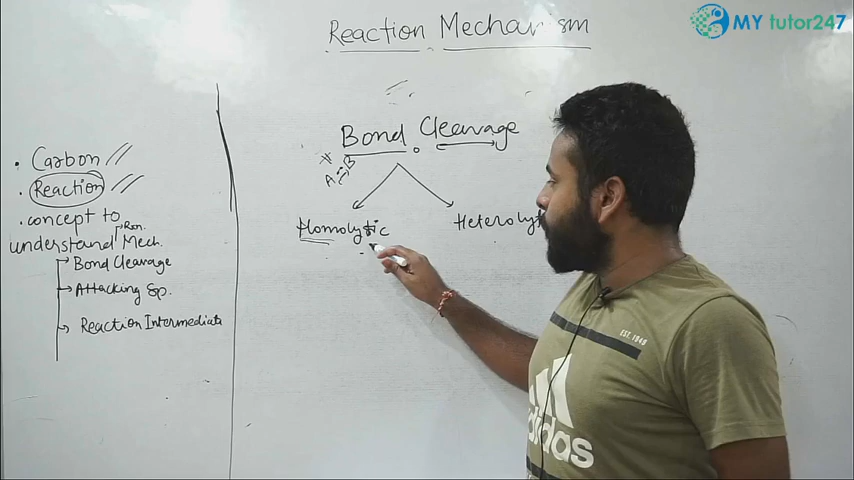 Reaction Mechanism
MY tutor247
Bond Cleavage
A B
Homolytic
• Carbon
• Reaction
• concept to
Rxn.
understand Mech.
Bond Cleavage
Attacking Sp.
Reaction Intermediate
EST. 1949
adidas